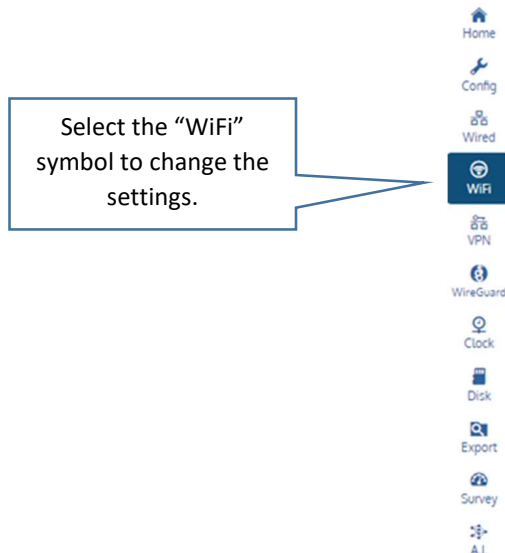 Home
Config
Wired
Select the “WiFi”
symbol to change the
settings.
WiFi
VPN
WireGuard
Clock
Disk
Export
Survey
A.I.